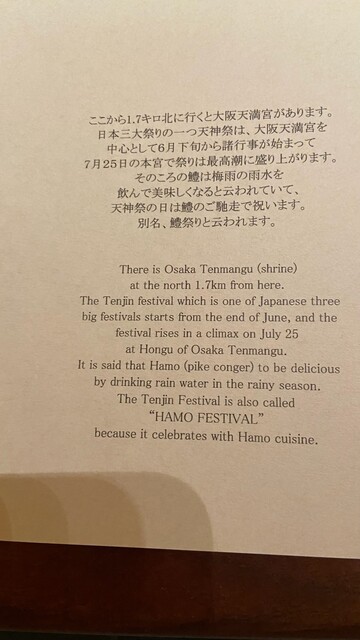 ここから1.7キロ北に行くと大阪天満宮があります。
日本三大祭りの一つ天神祭は、大阪天満宮を
中心として6月下旬から諸行事が始まって
7月25日の本宮で祭りは最高潮に盛り上がります。
そのころの鱧は梅雨の雨水を
飲んで美味しくなると云われていて、
天神祭の日は鱧のご馳走で祝います。
別名、鱧祭りと云われます。
There is Osaka Tenmangu (shrine)
at the north 1.7km from here.
The Tenjin festival which is one of Japanese three
big festivals starts from the end of June, and the
festival rises in a climax on July 25
at Hongu of Osaka Tenmangu.
It is said that Hamo (pike conger) to be delicious
by drinking rain water in the rainy season.
The Tenjin Festival is also called
“HAMO FESTIVAL”
because it celebrates with Hamo cuisine.